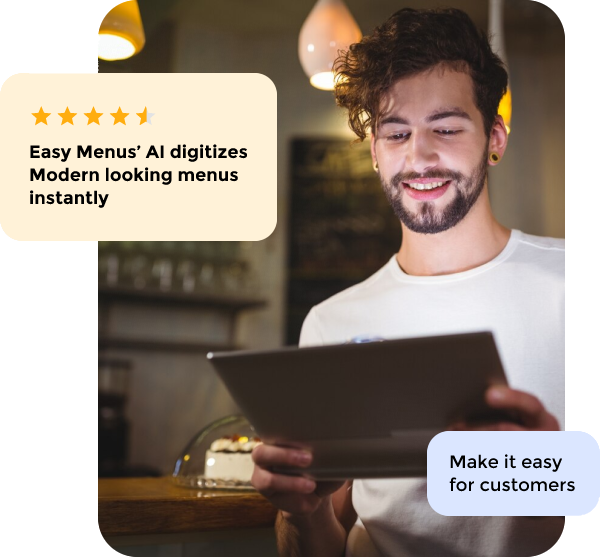 Easy Menus’ AI digitizes
Modern looking menus
instantly
Make it easy
for customers